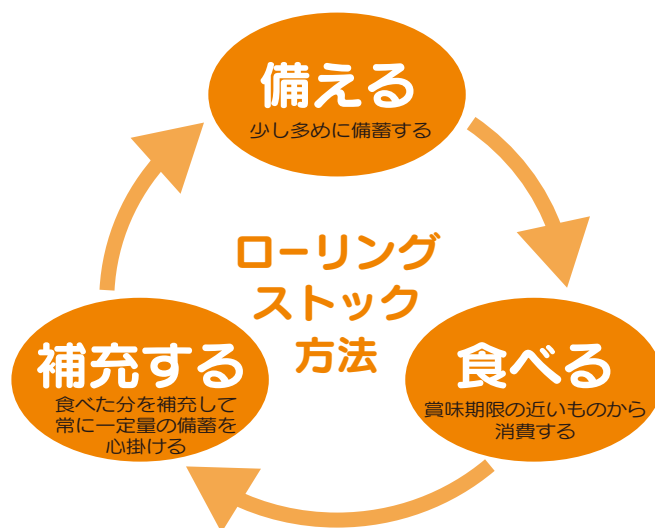 備える
少し多めに備蓄する
ローリング
ストック
方法
食べる
賞味期限の近いものから
消費する
補充する
食べた分を補充して
常に一定量の備蓄を
心掛ける